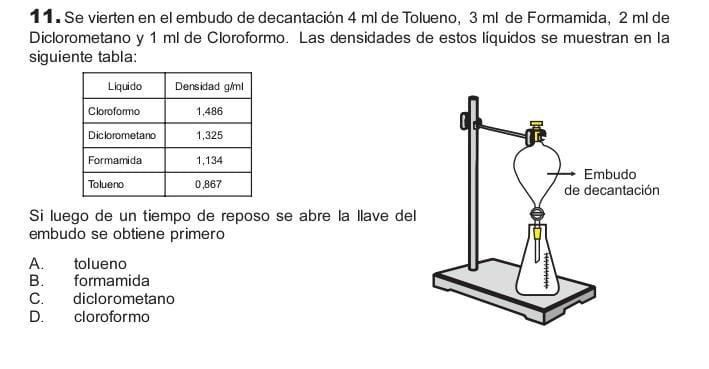 11. Se vierten en el embudo de decantación 4 ml de Tolueno, 3 ml de Formamida, 2 ml de
Diclorometano y 1 ml de Cloroformo. Las densidades de estos líquidos se muestran en la
siguiente tabla:
Líquido Densidad g/ml
Cloroformo 1,486
Diclorometano 1,325
Formamida 1,134
Tolueno 0,867
Embudo
de decantación
Si luego de un tiempo de reposo se abre la llave del
embudo se obtiene primero
A. tolueno
B. formamida
C. diclorometano
D. cloroformo